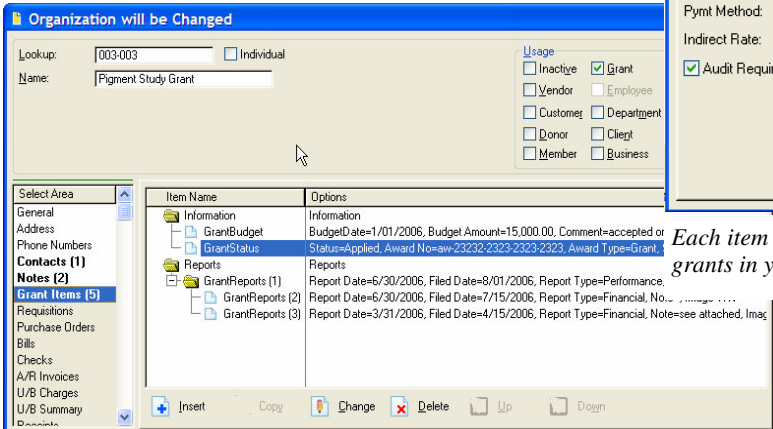 Organization will be Changed
Lookup: 003-003 Individual
Name: Pigment Study Grant
Usage
Inactive Grant
Vendor Employee
Customer Department
Donor Client
Member Business
Pymt Method:
Indirect Rate:
Audit Requir
Each item
grants in y
Select Area
General
Address
Phone Numbers
Contacts (1)
Notes (2)
Grant Items (5)
Requisitions
Purchase Orders
Bills
Checks
A/R Invoices
U/B Charges
U/B Summary
Receipts
Item Name Options
Information Information
GrantBudget BudgetDate=1/01/2006, Budget Amount=15,000.00, Comment=accepted or
GrantStatus Status=Applied, Award No=aw-23232-2323-2323-2323, Award Type=Grant,
Reports Reports
GrantReports (1) Report Date=6/30/2006, Filed Date=8/01/2006, Report Type=Performance,
GrantReports (2) Report Date=6/30/2006, Filed Date=7/15/2006, Report Type=Financial,
GrantReports (3) Report Date=3/31/2006, Filed Date=4/15/2006, Report Type=Financial, Note=see attached, Imag
Insert Copy Change Delete Up Down